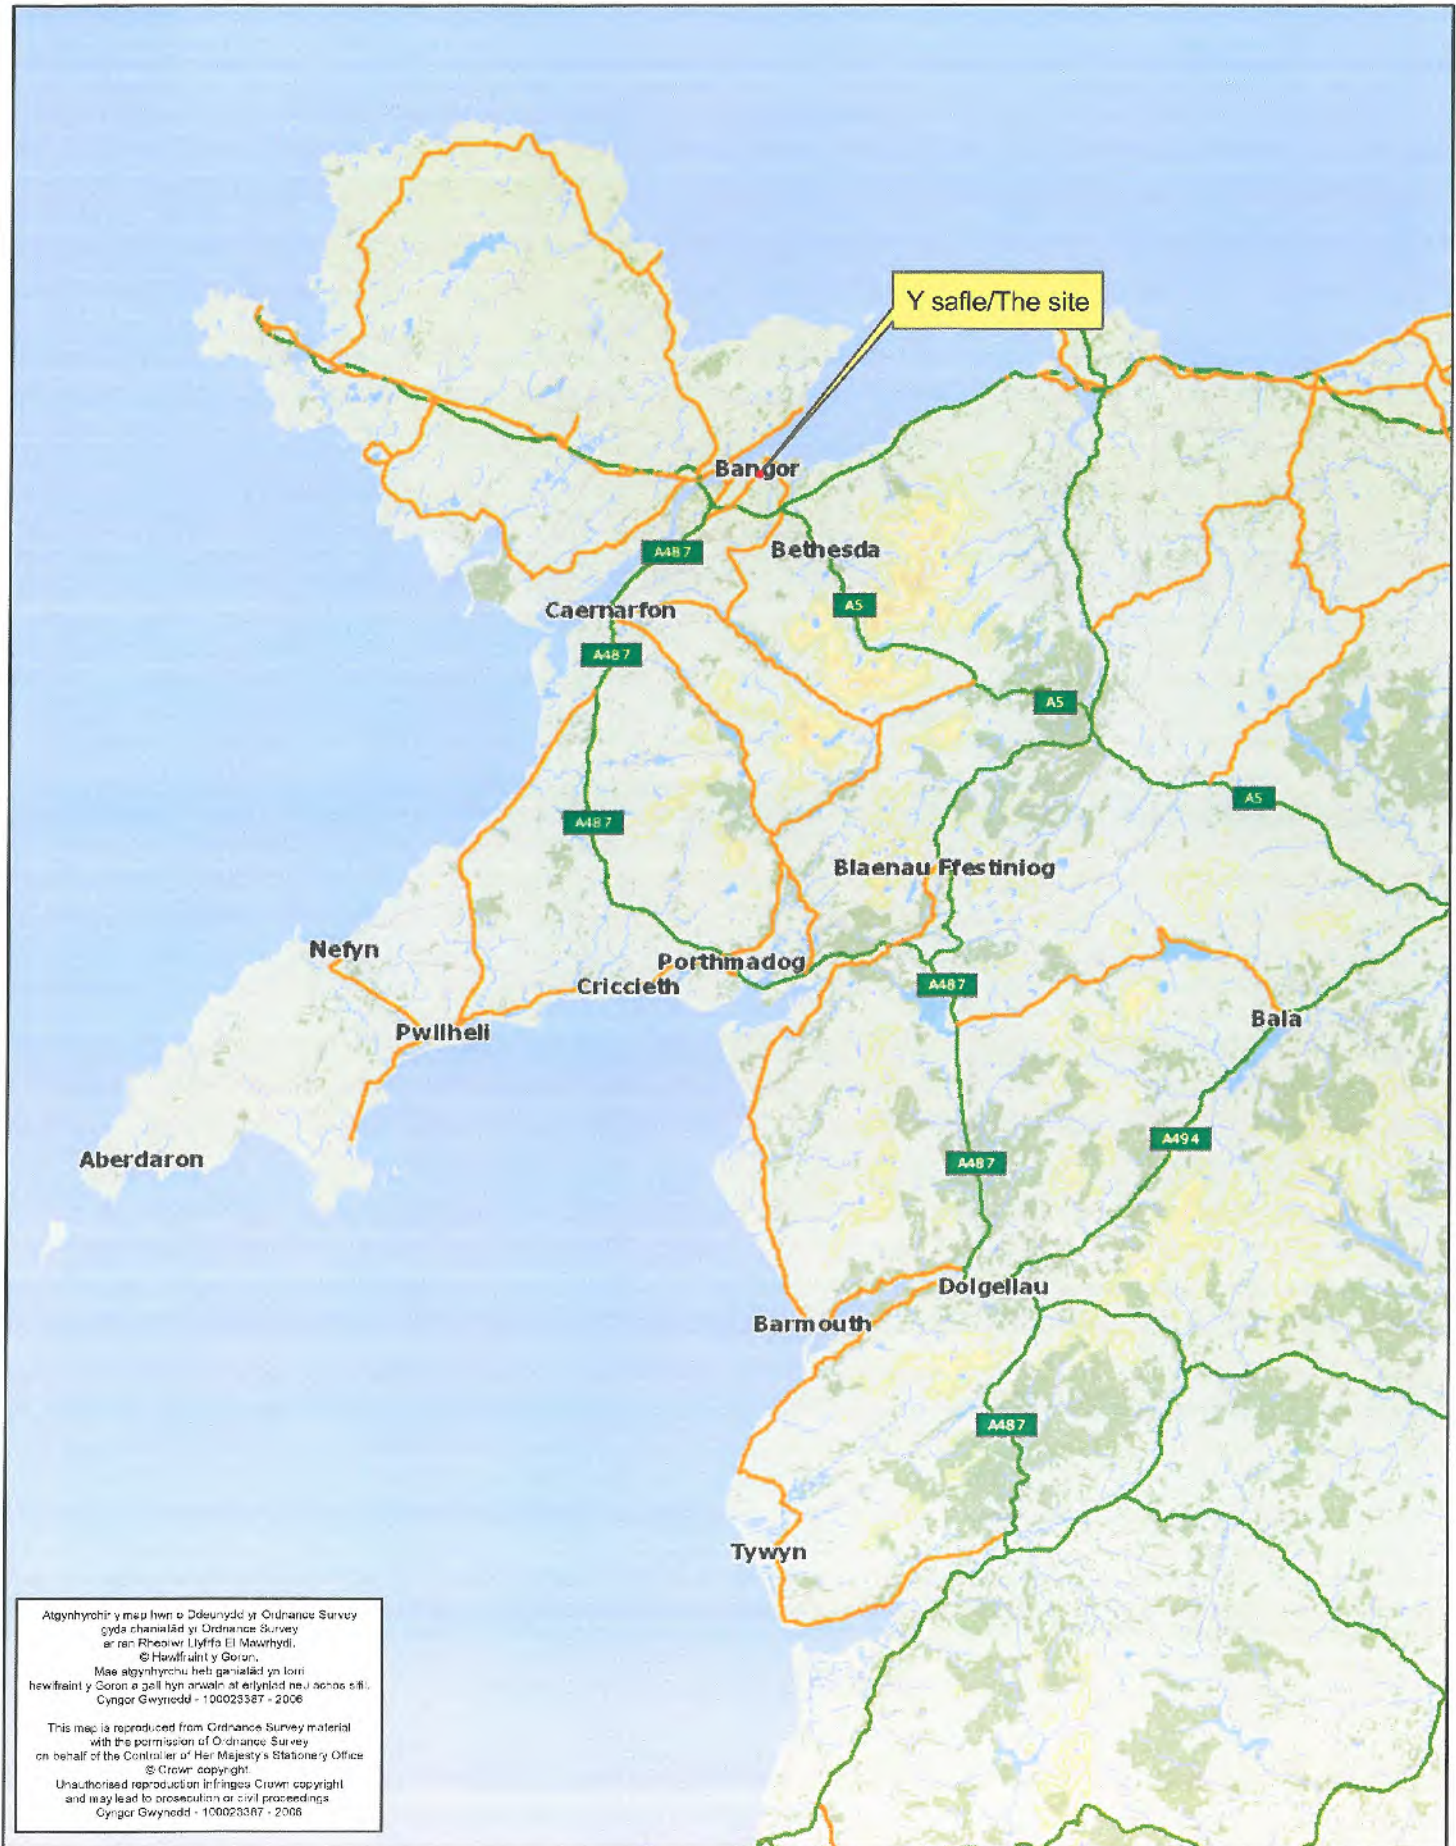 Y safle/The site
Bangor
A487
Bethesda
A5
Caernarfon
A487
A5
A5
A487
Blaenau Ffestiniog
Nefyn
Porthmadog
Criccieth
A487
Pwllheli
Bala
A494
Aberdaron
A487
Dolgellau
Barmouth
A487
Tywyn
Atgynhyrchir y map hwn o Ddeunydd yr Ordnance Survey
gyda chaniatâd yr Ordnance Survey
ar ran Rheolwr Llyfrfa Ei Mawrhydi.
© Hawlfraint y Goron.
Mae atgynhyrchu heb ganiatâd yn torri
hawlfraint y Goron a gall hyn arwain at erlyniad neu achos sifil.
Cyngor Gwynedd - 100023387 - 2006
This map is reproduced from Ordnance Survey material
with the permission of Ordnance Survey
on behalf of the Controller of Her Majesty's Stationery Office
© Crown copyright.
Unauthorised reproduction infringes Crown copyright
and may lead to prosecution or civil proceedings.
Cyngor Gwynedd - 100023387 - 2006